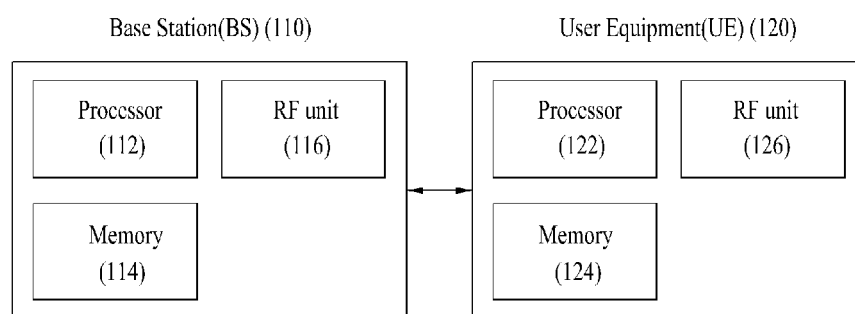 Base Station(BS) (110)
User Equipment(UE) (120)
Processor
(112)
RF unit
(116)
Memory
(114)
Processor
(122)
RF unit
(126)
Memory
(124)